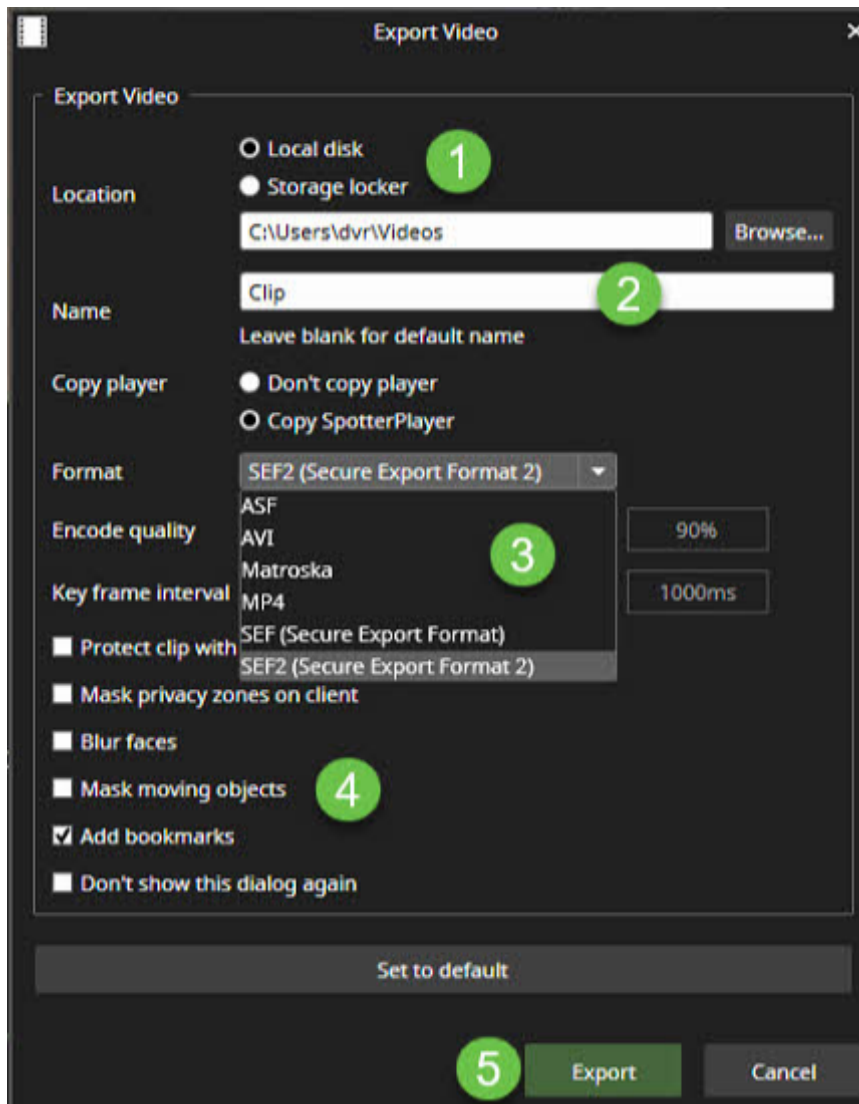 Export Video
Export Video
Local disk
1
Location
Storage locker
C:\Users\dvr\Videos
Browse...
Name
Clip
2
Leave blank for default name
Copy player
Don't copy player
Copy SpotterPlayer
Format
SEF2 (Secure Export Format 2)
ASF
Encode quality
AVI
3
90%
Matroska
Key frame interval
MP4
1000ms
Protect clip with
SEF (Secure Export Format)
SEF2 (Secure Export Format 2)
Mask privacy zones on client
Blur faces
Mask moving objects
4
Add bookmarks
Don't show this dialog again
Set to default
5
Export
Cancel